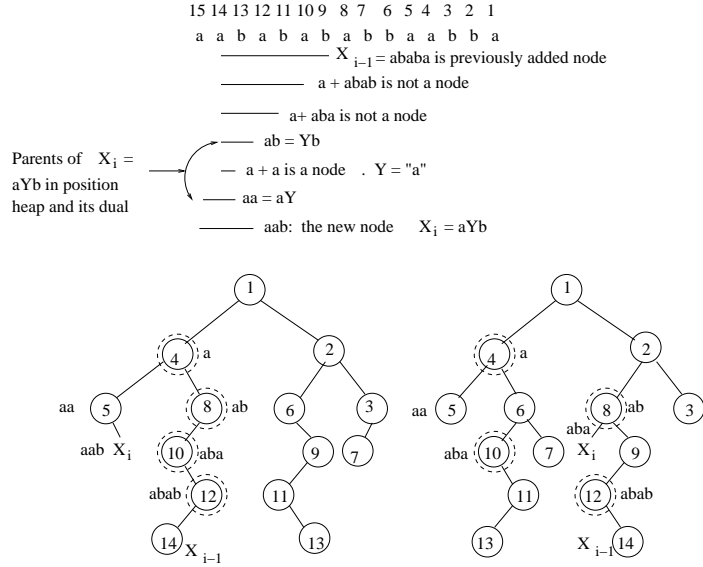 15 14 13 12 11 10 9 8 7 6 5 4 3 2 1
a a b a b a b a b b a a b b a
X i–1 = ababa is previously added node
a + abab is not a node
a+ aba is not a node
ab = Yb
Parents of X i =
aYb in position
heap and its dual
a + a is a node . Y = "a"
aa = aY
aab: the new node X i = aYb
1
4 a
2
aa 5
8 ab
6
3
aab X i
10 aba
9
7
12 abab
11
14 X i–1
13
1
4 a
2
aa 5
6
8 ab
3
aba
X i
aba 10
7
9
11
12 abab
13
X i–1 14